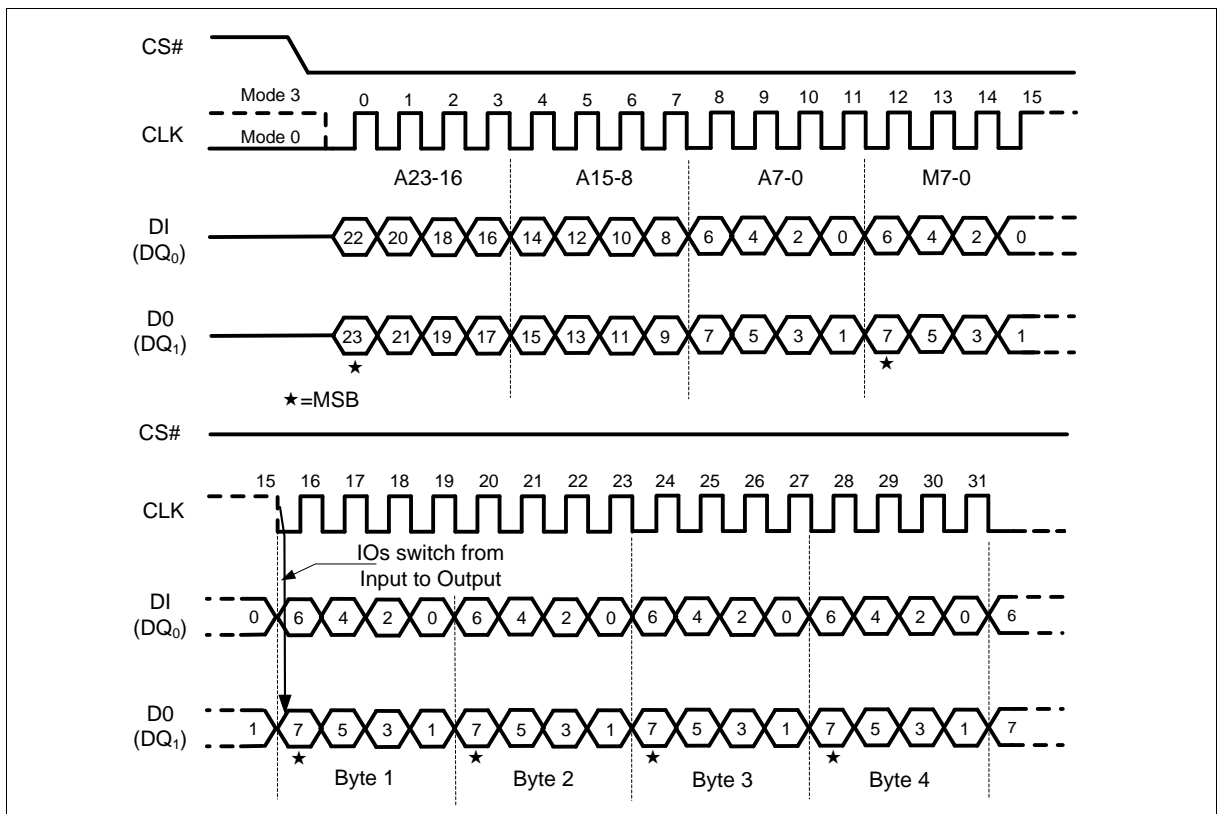 CS#
Mode 3
0 1 2 3 4 5 6 7 8 9 10 11 12 13 14 15
CLK
Mode 0
A23-16 A15-8 A7-0 M7-0
DI
(DQ₀)
22 20 18 16 14 12 10 8 6 4 2 0 6 4 2 0
D0
(DQ₁)
23 21 19 17 15 13 11 9 7 5 3 1 7 5 3 1
★
★
★=MSB
CS#
15 16 17 18 19 20 21 22 23 24 25 26 27 28 29 30 31
CLK
IOs switch from
Input to Output
DI
(DQ₀)
0 6 4 2 0 6 4 2 0 6 4 2 0 6 4 2 0 6
D0
(DQ₁)
1 7 5 3 1 7 5 3 1 7 5 3 1 7 5 3 1 7
★ ★ ★ ★
Byte 1 Byte 2 Byte 3 Byte 4